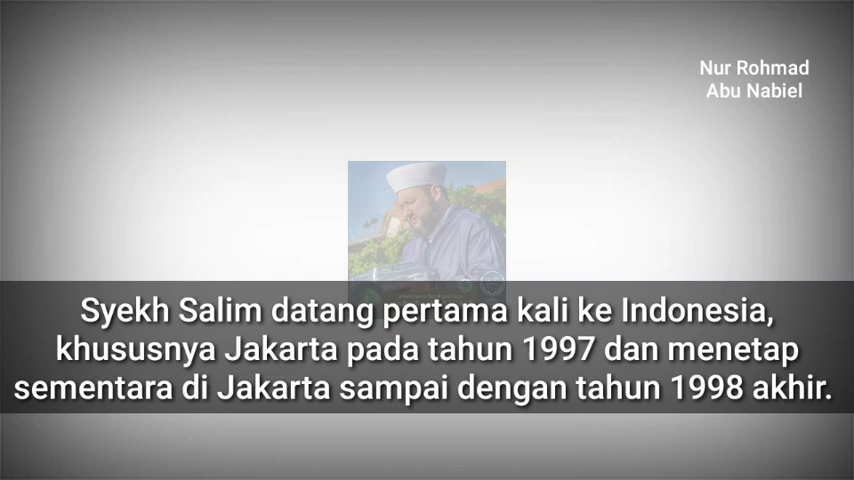 Nur Rohmad
Abu Nabiel
Syekh Salim datang pertama kali ke Indonesia,
khususnya Jakarta pada tahun 1997 dan menetap
sementara di Jakarta sampai dengan tahun 1998 akhir.